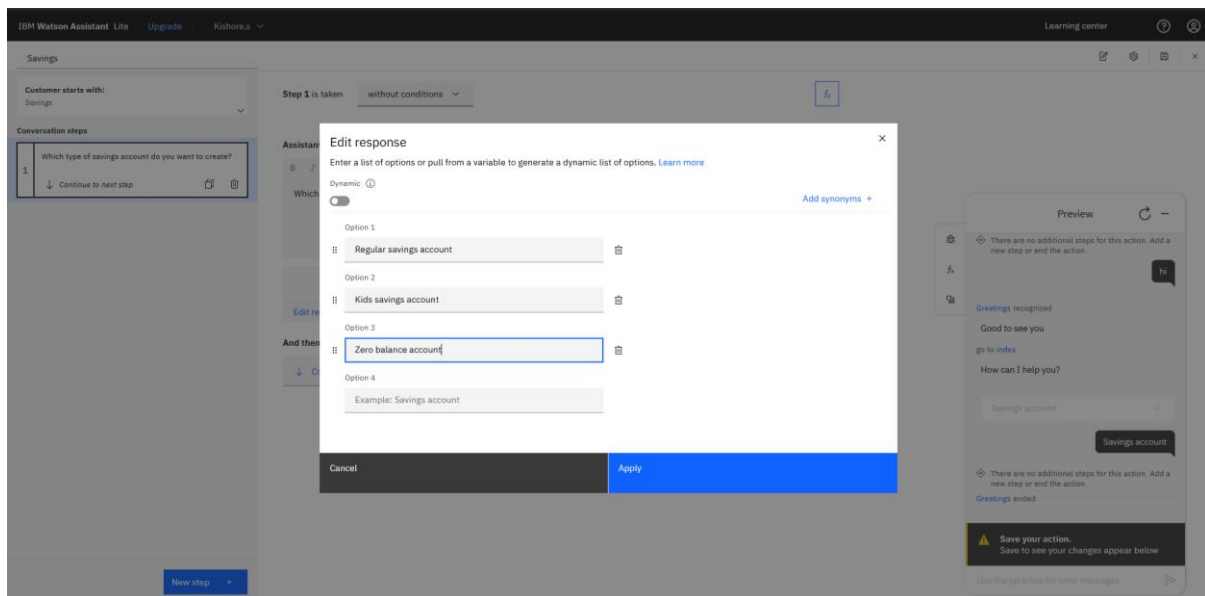 IBM Watson Assistant Lite Upgrade Kishore.s Learning center
Savings
Customer starts with:
Savings
Conversation steps
1 Which type of savings account do you want to create?
Continue to next step
New step +
Step 1 is taken without conditions
fx
Assistan
B I
Which
Edit re
And then
Co
Edit response
Enter a list of options or pull from a variable to generate a dynamic list of options. Learn more
Dynamic
Add synonyms +
Option 1
Regular savings account
Option 2
Kids savings account
Option 3
Zero balance account
Option 4
Example: Savings account
Cancel Apply
Preview
There are no additional steps for this action. Add a
new step or end the action.
hi
Greetings recognized
Good to see you
go to index
How can I help you?
Savings account
Savings account
There are no additional steps for this action. Add a
new step or end the action.
Greetings ended
Save your action.
Save to see your changes appear below
Use the up arrow for prior messages